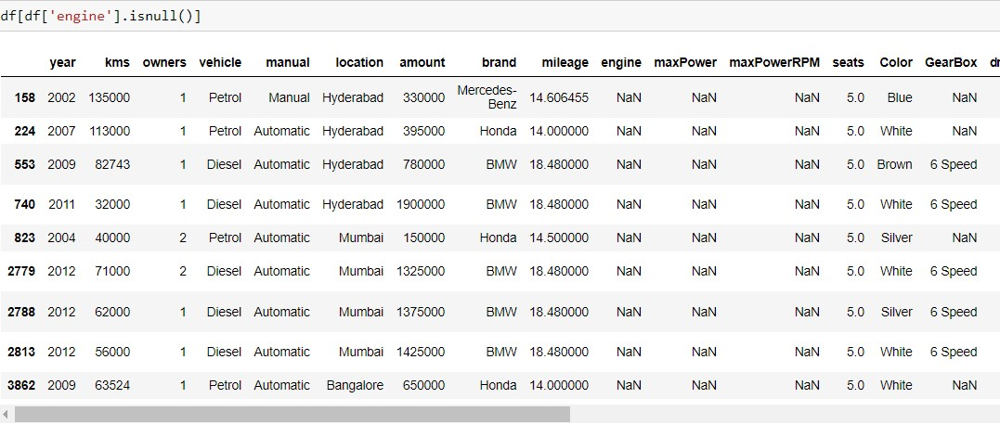 df[df['engine'].isnull()]
year kms owners vehicle manual location amount brand mileage engine maxPower maxPowerRPM seats Color GearBox dr
158 2002 135000 1 Petrol Manual Hyderabad 330000 Mercedes-Benz 14.606455 NaN NaN NaN 5.0 Blue NaN
224 2007 113000 1 Petrol Automatic Hyderabad 395000 Honda 14.000000 NaN NaN NaN 5.0 White NaN
553 2009 82743 1 Diesel Automatic Hyderabad 780000 BMW 18.480000 NaN NaN NaN 5.0 Brown 6 Speed
740 2011 32000 1 Diesel Automatic Hyderabad 1900000 BMW 18.480000 NaN NaN NaN 5.0 White 6 Speed
823 2004 40000 2 Petrol Automatic Mumbai 150000 Honda 14.500000 NaN NaN NaN 5.0 Silver NaN
2779 2012 71000 2 Diesel Automatic Mumbai 1325000 BMW 18.480000 NaN NaN NaN 5.0 White 6 Speed
2788 2012 62000 1 Diesel Automatic Mumbai 1375000 BMW 18.480000 NaN NaN NaN 5.0 Silver 6 Speed
2813 2012 56000 1 Diesel Automatic Mumbai 1425000 BMW 18.480000 NaN NaN NaN 5.0 White 6 Speed
3862 2009 63524 1 Petrol Automatic Bangalore 650000 Honda 14.000000 NaN NaN NaN 5.0 White NaN